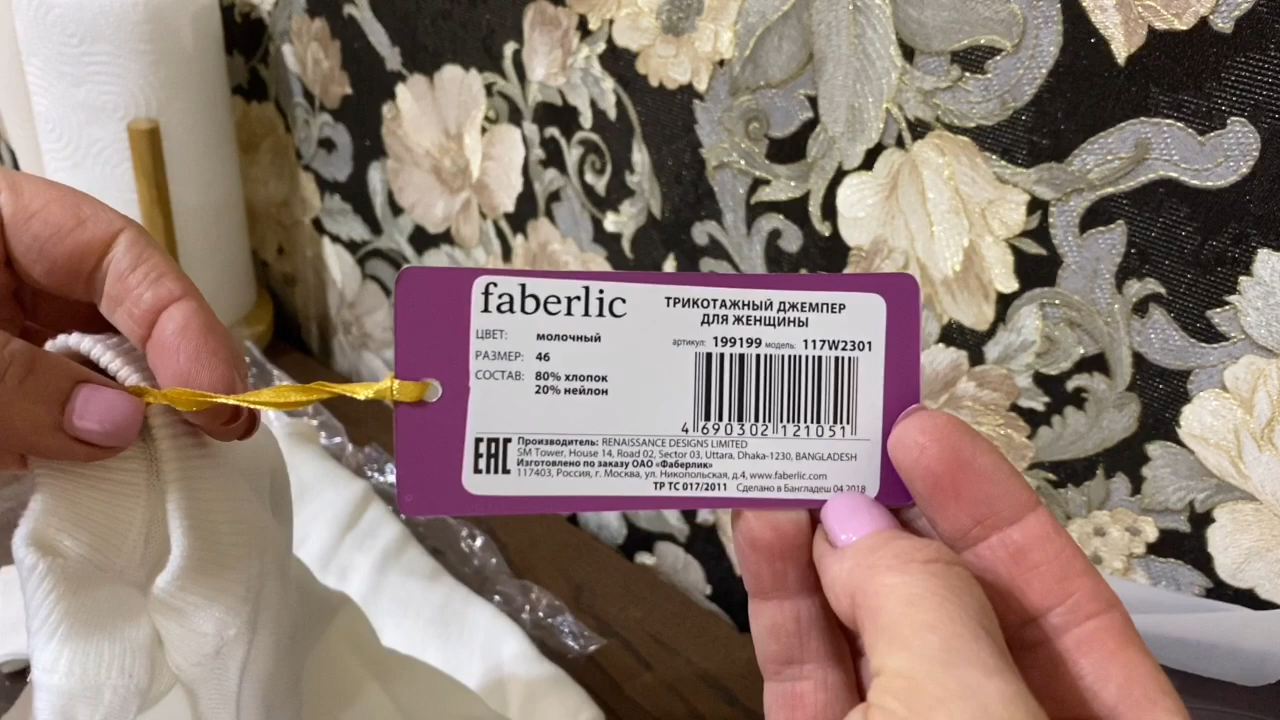 faberlic
ТРИКОТАЖНЫЙ ДЖЕМПЕР
ДЛЯ ЖЕНЩИНЫ
ЦВЕТ: молочный
артикул: 199199 модель: 117W2301
РАЗМЕР: 46
СОСТАВ: 80% хлопок
20% нейлон
4 690302 121051
EAC
Производитель: RENAISSANCE DESIGNS LIMITED
SM Tower, House 14, Road 02, Sector 03, Uttara, Dhaka-1230, BANGLADESH
Изготовлено по заказу ОАО «Фаберлик»
117403, Россия, г. Москва, ул. Никопольская, д.4, www.faberlic.com
ТР ТС 017/2011 Сделано в Бангладеш 04.2018